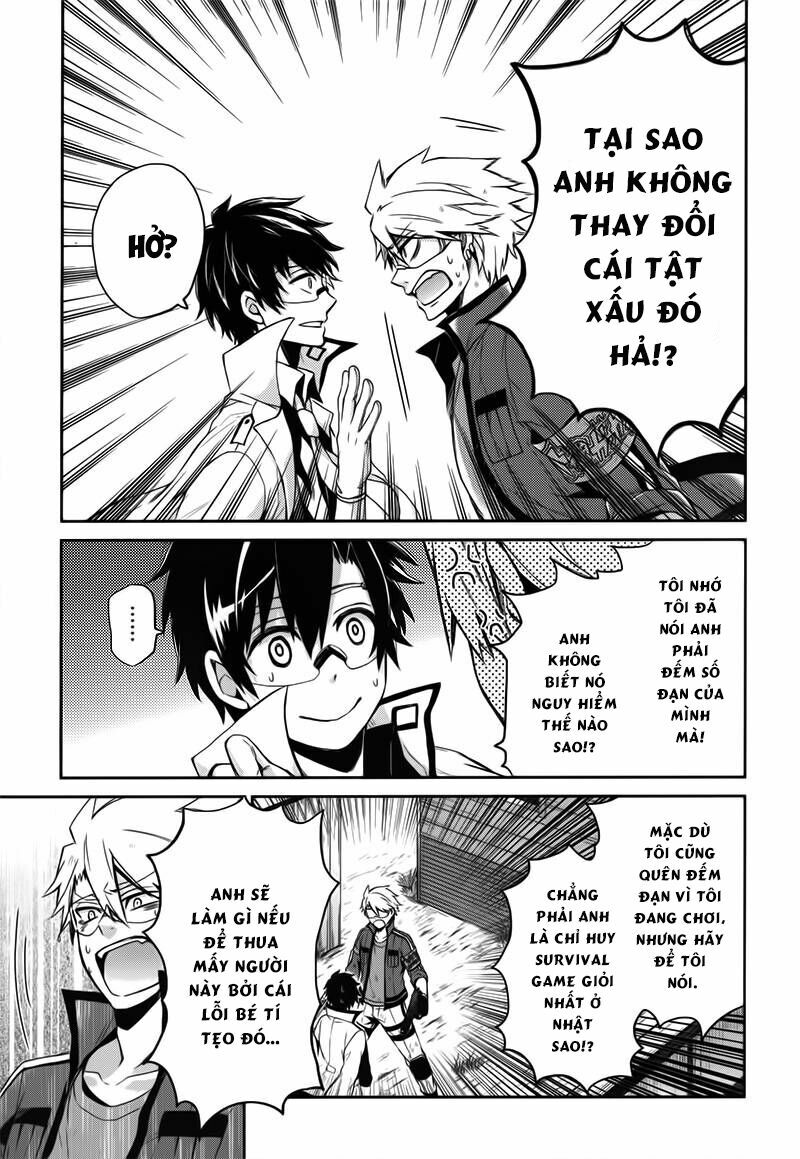 TẠI SAO
ANH KHÔNG
THAY ĐỔI
CÁI TẬT
XẤU ĐÓ
HẢ!?
HỞ?
TÔI NHỚ
TÔI ĐÃ
NÓI ANH
PHẢI
ĐẾM SỐ
ĐẠN CỦA
MÌNH
MÀ!
ANH
KHÔNG
BIẾT NÓ
NGUY HIỂM
THẾ NÀO
SAO!?
......
MẶC DÙ
TÔI CŨNG
QUÊN ĐẾM
ĐẠN VÌ TÔI
ĐANG CHƠI,
NHƯNG HÃY
ĐỂ TÔI
NÓI.
CHẲNG
PHẢI ANH
LÀ CHỈ HUY
SURVIVAL
GAME GIỎI
NHẤT Ở
NHẬT
SAO!?
ANH SẼ
LÀM GÌ NẾU
ĐỂ THUA
MẤY NGƯỜI
NÀY BỞI CÁI
LỖI BÉ TÍ
TẸO ĐÓ...